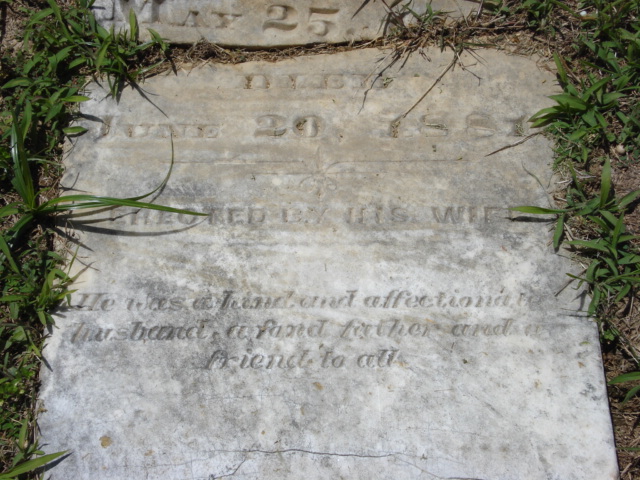 MAY 25,
DIED
JUNE 20, 1881
ERECTED BY HIS WIFE
He was a kind and affectionate
husband, a fond father and a
friend to all.